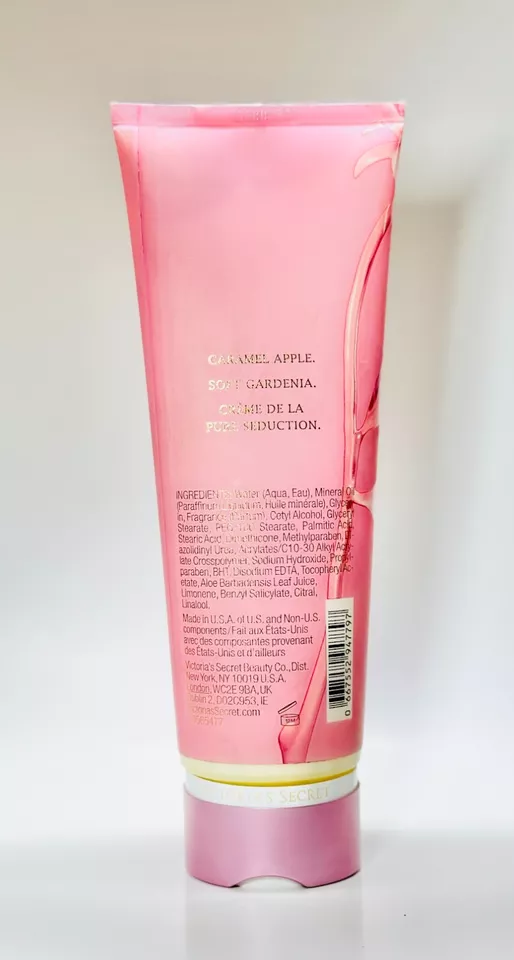 CARAMEL APPLE.
SOFT GARDENIA.
CRÈME DE LA
PURE SEDUCTION.
INGREDIENTS: Water (Aqua, Eau), Mineral Oil
(Paraffinum Liquidum, Huile minérale), Glycer-
in, Fragrance (Parfum), Cetyl Alcohol, Glyceryl
Stearate, Stearate, Palmitic Acid,
Stearic Acid, Dimethicone, Methylparaben, Di-
azolidinyl Urea, Acrylates/C10-30 Alkyl Acry-
late Crosspolymer, Sodium Hydroxide, Propyl-
paraben, BHT, Disodium EDTA, Tocopheryl Ac-
etate, Aloe Barbadensis Leaf Juice,
Limonene, Benzyl Salicylate, Citral,
Linalool.
Made in U.S.A. of U.S. and Non-U.S.
components/Fait aux États-Unis
avec des composantes provenant
des États-Unis et d'ailleurs
Victoria's Secret Beauty Co., Dist.
New York, NY 10019 U.S.A.
London, WC2E 9BA, UK
Dublin 2, D02C953, IE
VictoriasSecret.com
0 667552 947797
VICTORIA'S SECRET